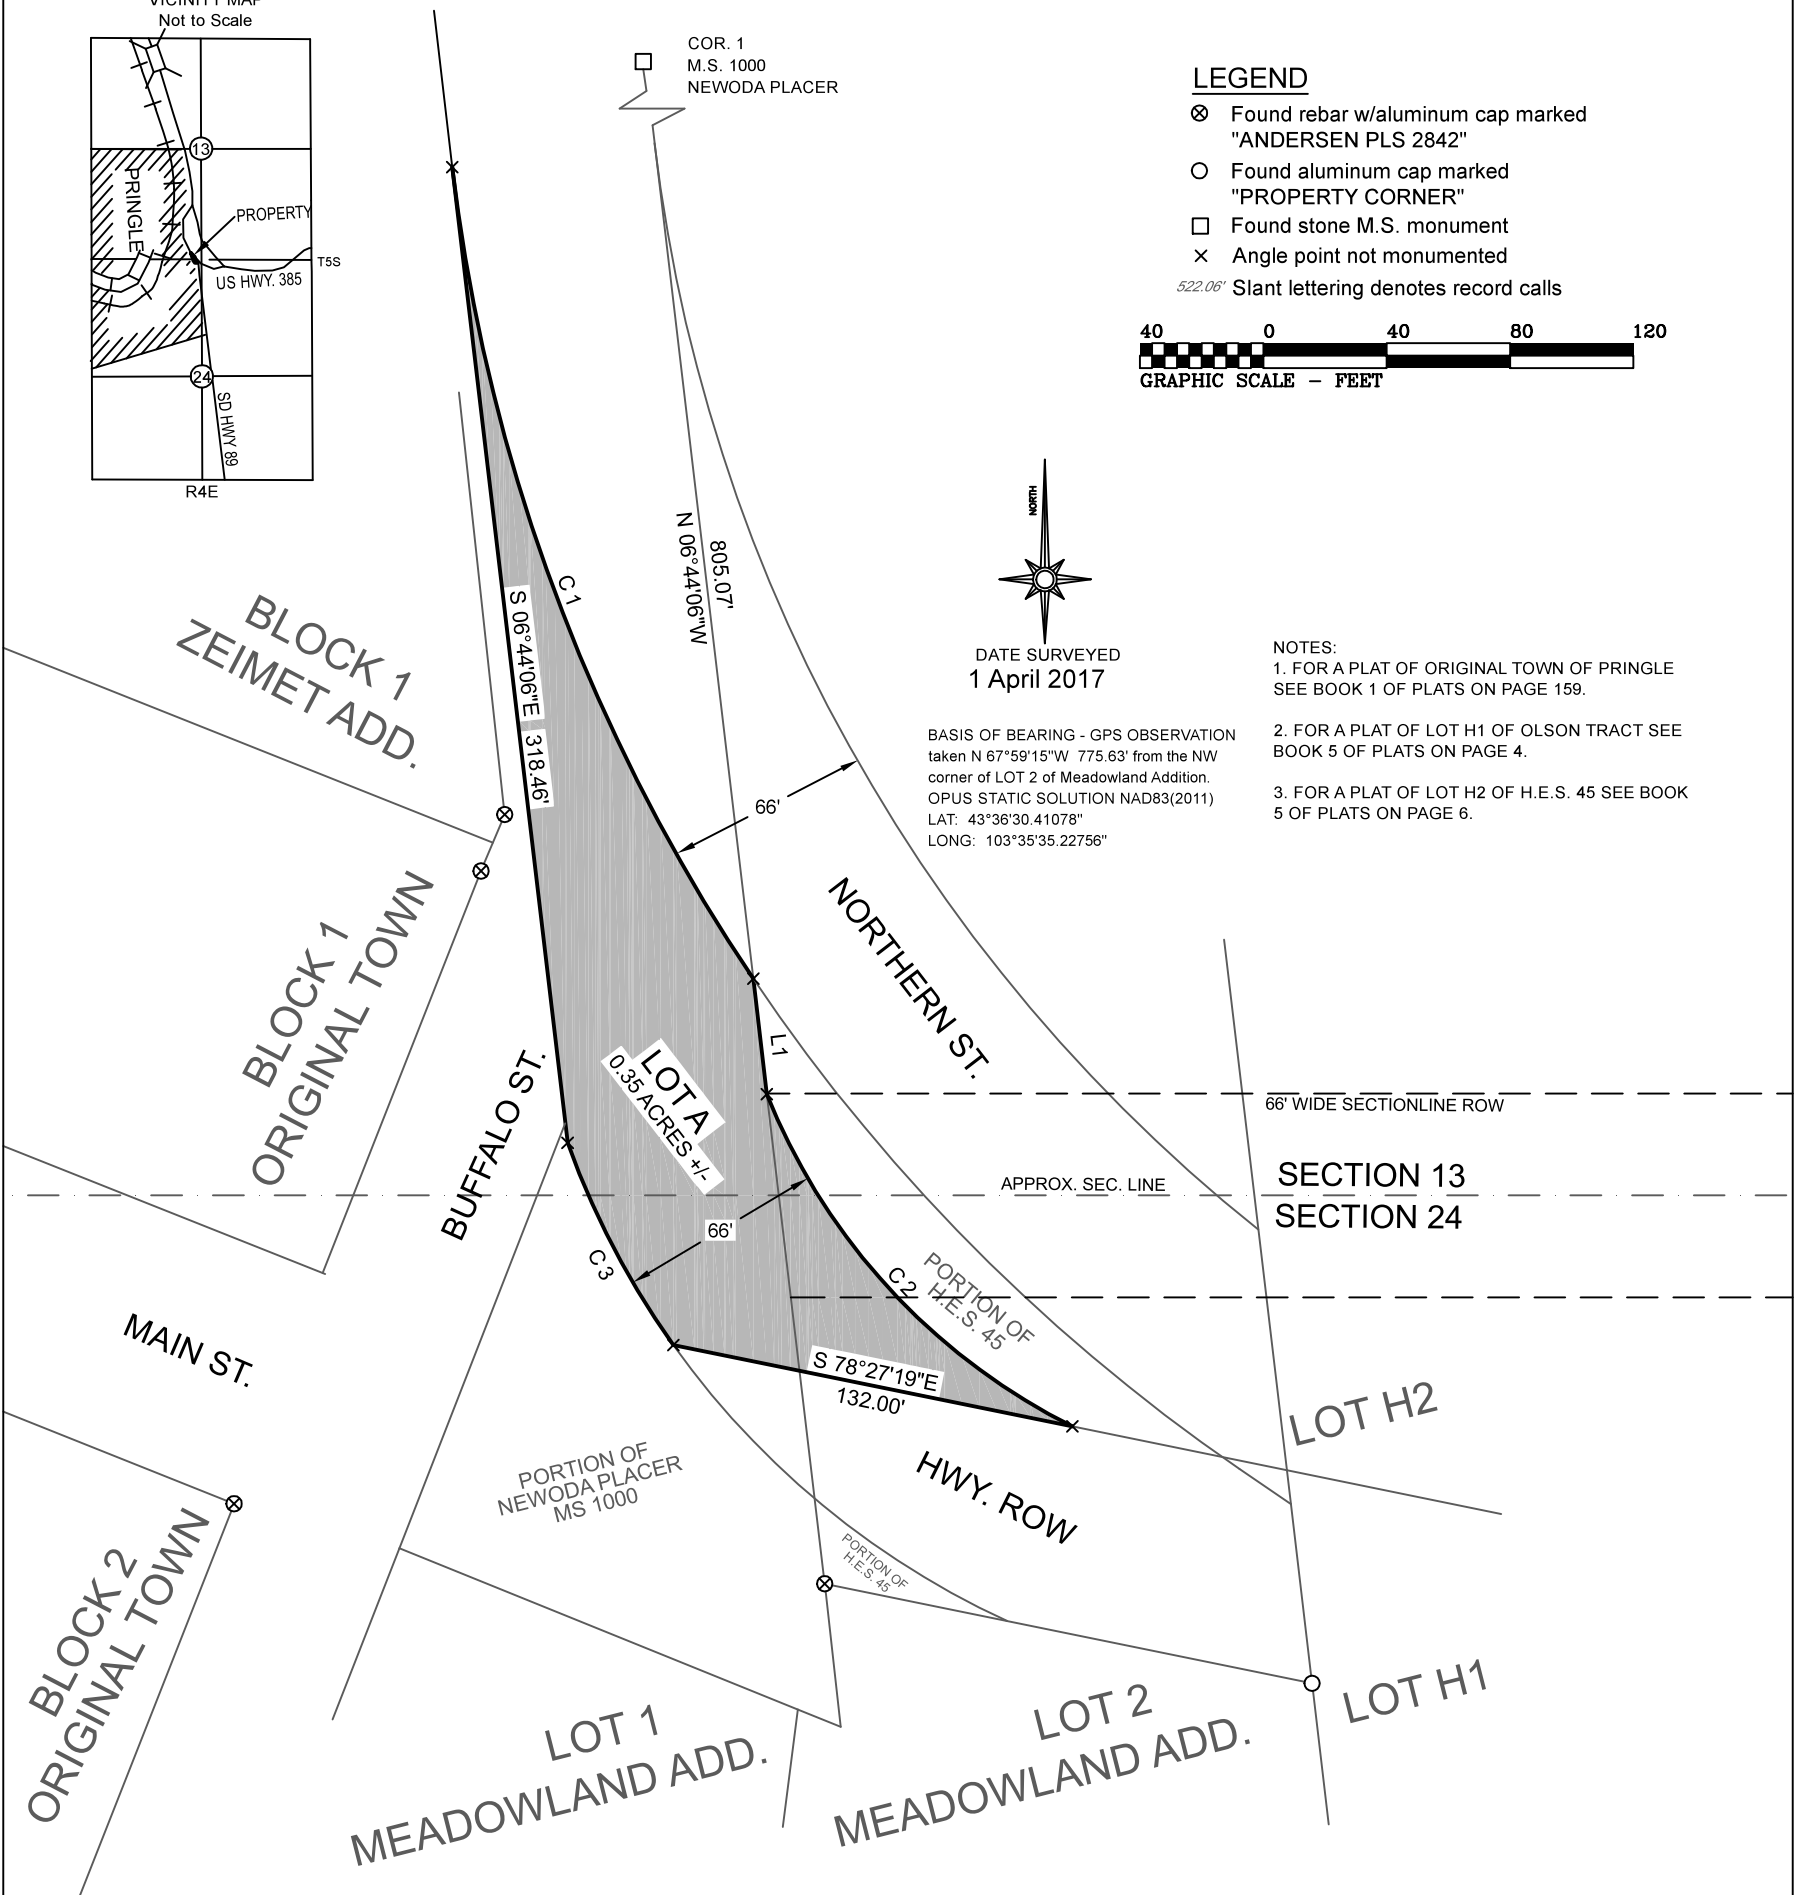 VICINITY MAP
Not to Scale
13
PRINGLE
PROPERTY
T5S
US HWY. 385
24
SD HWY 89
R4E
COR. 1
M.S. 1000
NEWODA PLACER
LEGEND
Found rebar w/aluminum cap marked
"ANDERSEN PLS 2842"
Found aluminum cap marked
"PROPERTY CORNER"
Found stone M.S. monument
Angle point not monumented
522.06' Slant lettering denotes record calls
40 0 40 80 120
GRAPHIC SCALE - FEET
NORTH
DATE SURVEYED
1 April 2017
BASIS OF BEARING - GPS OBSERVATION
taken N 67°59'15"W 775.63' from the NW
corner of LOT 2 of Meadowland Addition.
OPUS STATIC SOLUTION NAD83(2011)
LAT: 43°36'30.41078"
LONG: 103°35'35.22756"
NOTES:
1. FOR A PLAT OF ORIGINAL TOWN OF PRINGLE
SEE BOOK 1 OF PLATS ON PAGE 159.
2. FOR A PLAT OF LOT H1 OF OLSON TRACT SEE
BOOK 5 OF PLATS ON PAGE 4.
3. FOR A PLAT OF LOT H2 OF H.E.S. 45 SEE BOOK
5 OF PLATS ON PAGE 6.
C1
805.07'
N 06°44'06"W
S 06°44'06"E 318.46'
BLOCK 1
ZEIMET ADD.
66'
BLOCK 1
ORIGINAL TOWN
NORTHERN ST.
L1
LOT A
0.35 ACRES +/-
BUFFALO ST.
66' WIDE SECTIONLINE ROW
APPROX. SEC. LINE
SECTION 13
SECTION 24
66'
C3
C2
PORTION OF
H.E.S. 45
MAIN ST.
S 78°27'19"E
132.00'
LOT H2
PORTION OF
NEWODA PLACER
MS 1000
HWY. ROW
PORTION OF
H.E.S. 45
BLOCK 2
ORIGINAL TOWN
LOT 1
MEADOWLAND ADD.
LOT 2
MEADOWLAND ADD.
LOT H1